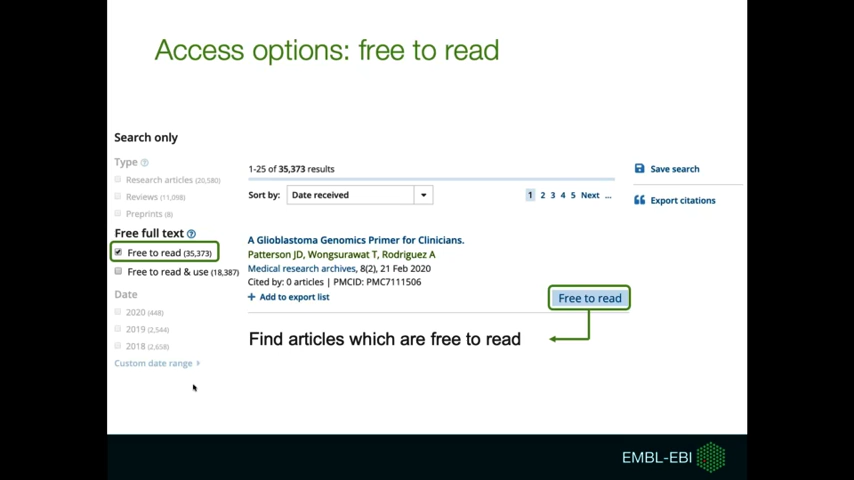 Access options: free to read
Search only
Type ?
Research articles (20,580)
Reviews (11,098)
Preprints (8)
Free full text ?
Free to read (35,373)
Free to read & use (18,387)
Date
2020 (448)
2019 (2,544)
2018 (2,658)
Custom date range
1-25 of 35,373 results
Sort by: Date received
1 2 3 4 5 Next ...
A Glioblastoma Genomics Primer for Clinicians.
Patterson JD, Wongsurawat T, Rodriguez A
Medical research archives, 8(2), 21 Feb 2020
Cited by: 0 articles | PMCID: PMC7111506
+ Add to export list
Free to read
Find articles which are free to read
Save search
Export citations
EMBL-EBI